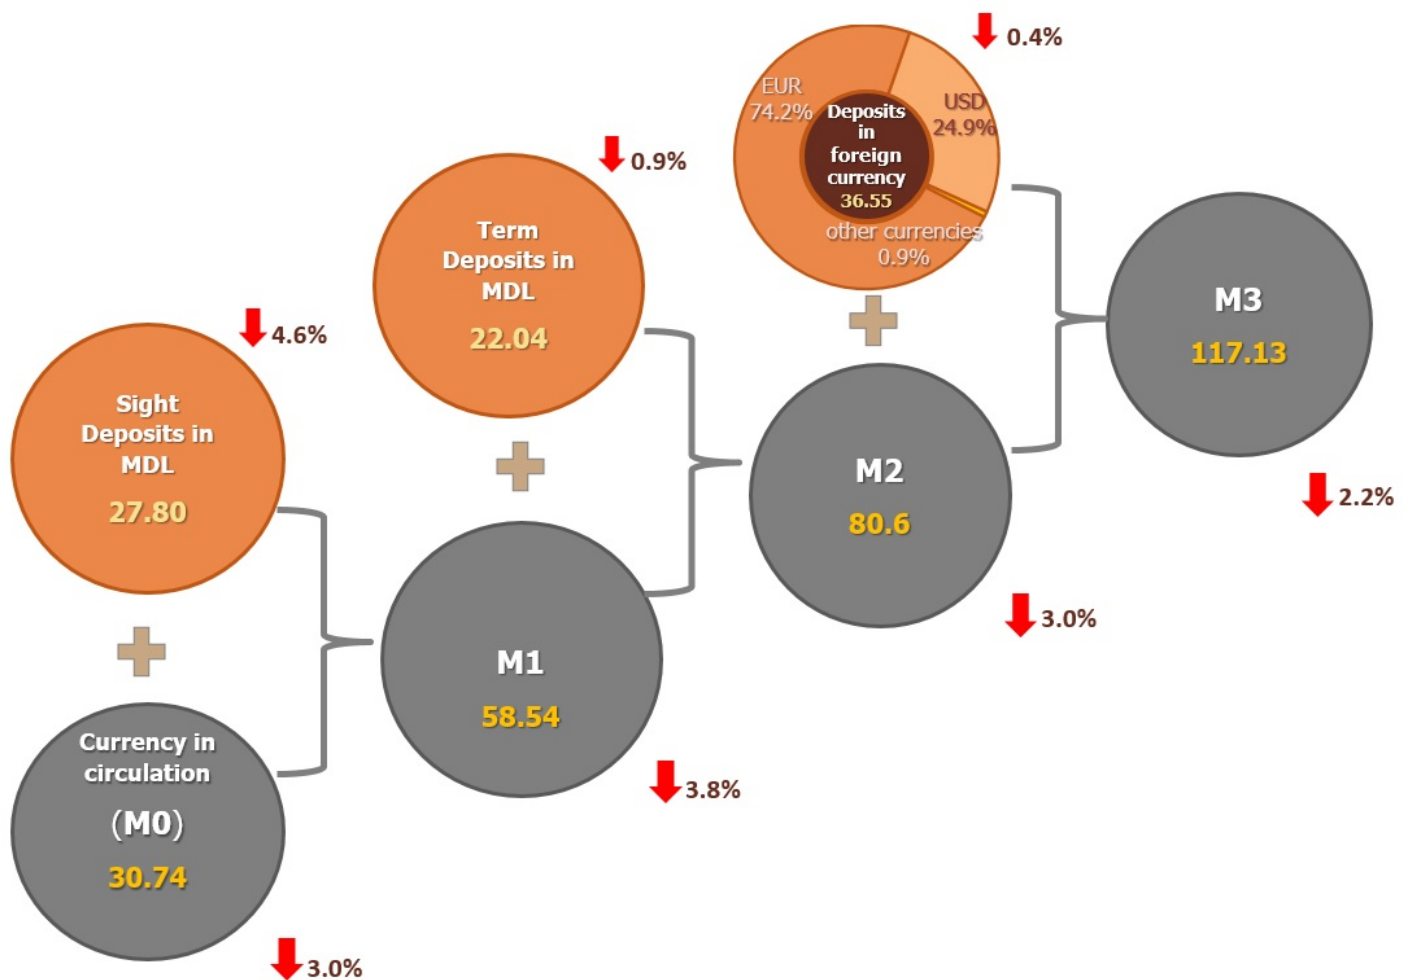 0.4%
EUR
74.2%
USD
24.9%
Deposits
in
foreign
currency
36.55
other currencies
0.9%
0.9%
Term
Deposits in
MDL
22.04
M3
117.13
2.2%
4.6%
Sight
Deposits in
MDL
27.80
M2
80.6
3.0%
M1
58.54
3.8%
Currency in
circulation
(M0)
30.74
3.0%